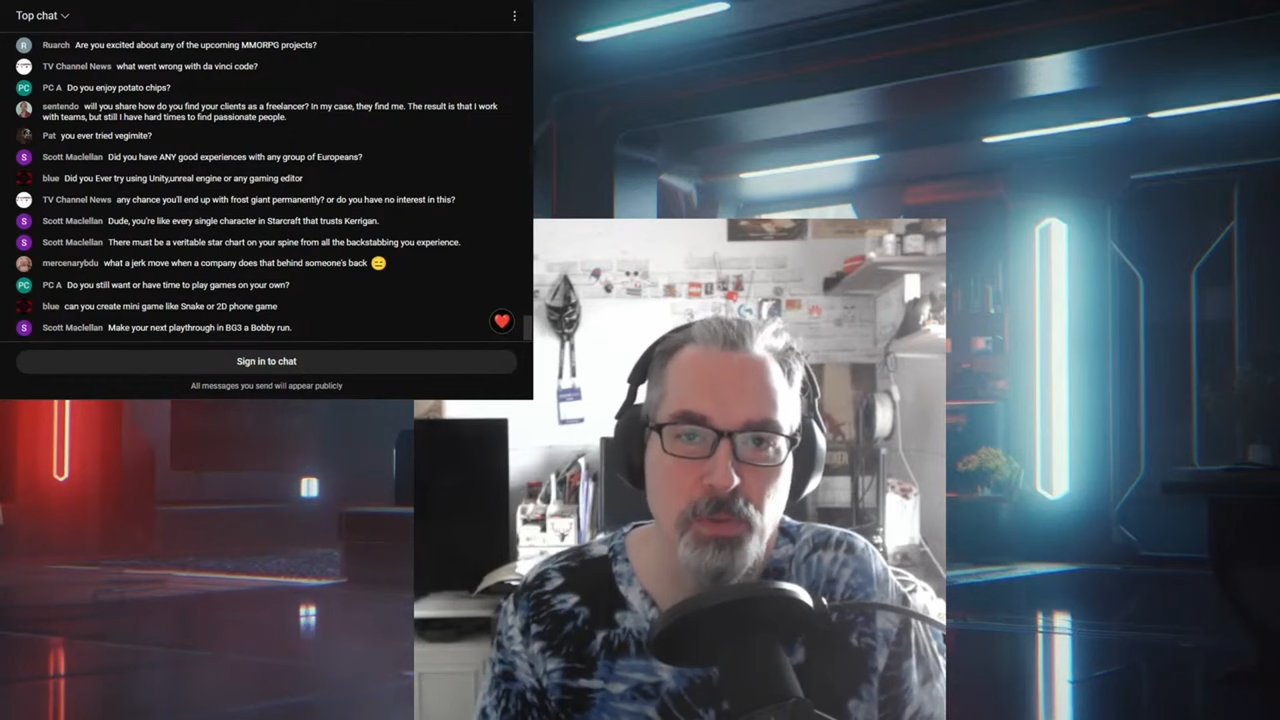 Top chat
R Ruarch Are you excited about any of the upcoming MMORPG projects?
TV Channel News what went wrong with da vinci code?
PC PC A Do you enjoy potato chips?
sentendo will you share how do you find your clients as a freelancer? In my case, they find me. The result is that I work
with teams, but still I have hard times to find passionate people.
Pat you ever tried vegimite?
S Scott Maclellan Did you have ANY good experiences with any group of Europeans?
blue Did you Ever try using Unity,unreal engine or any gaming editor
TV Channel News any chance you'll end up with frost giant permanently? or do you have no interest in this?
S Scott Maclellan Dude, you're like every single character in Starcraft that trusts Kerrigan.
S Scott Maclellan There must be a veritable star chart on your spine from all the backstabbing you experience.
mercenarybdu what a jerk move when a company does that behind someone's back 😑
PC PC A Do you still want or have time to play games on your own?
blue can you create mini game like Snake or 2D phone game
S Scott Maclellan Make your next playthrough in BG3 a Bobby run.
Sign in to chat
All messages you send will appear publicly